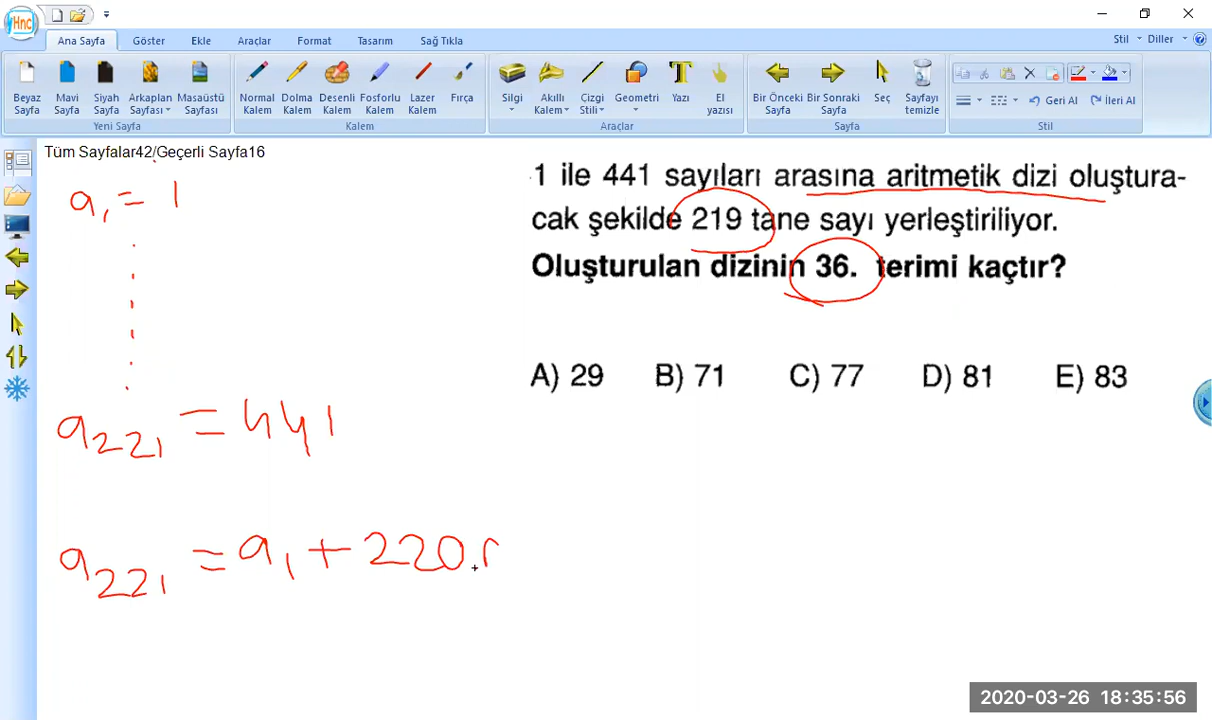 Hnc
Ana Sayfa Göster Ekle Araçlar Format Tasarım Sağ Tıkla Stil Diller
Beyaz Sayfa Mavi Sayfa Siyah Sayfa Arkaplan Sayfası Masaüstü Sayfası
Yeni Sayfa
Normal Kalem Dolma Kalem Desenli Kalem Fosforlu Kalem Lazer Kalem Fırça
Kalem
Silgi Akıllı Kalem Çizgi Stili Geometri Yazı El yazısı
Araçlar
Bir Önceki Sayfa Bir Sonraki Sayfa Seç Sayfayı temizle
Sayfa
Geri Al İleri Al
Stil
Tüm Sayfalar42/Geçerli Sayfa16
a₁ = 1
a₂₂₁ = 441
a₂₂₁ = a₁ + 220.r
1 ile 441 sayıları arasına aritmetik dizi oluştura-
cak şekilde 219 tane sayı yerleştiriliyor.
Oluşturulan dizinin 36. terimi kaçtır?
A) 29 B) 71 C) 77 D) 81 E) 83
2020-03-26 18:35:56